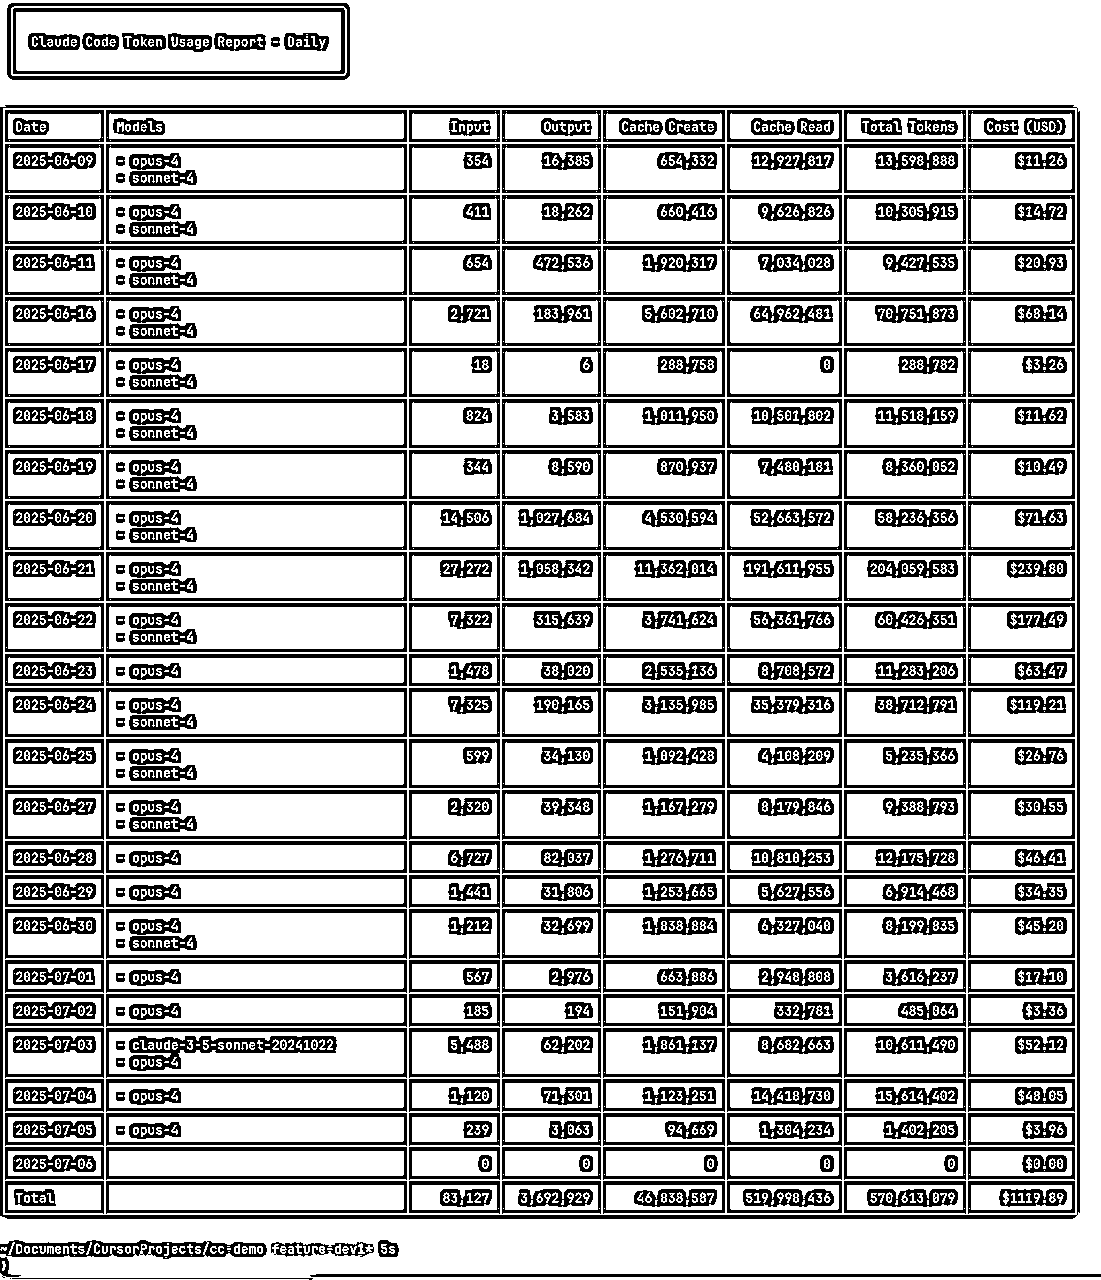 Claude Code Token Usage Report - Daily
Date Models Input Output Cache Create Cache Read Total Tokens Cost (USD)
2025-06-09 - opus-4 354 16,385 654,332 12,927,817 13,598,888 $11.26
- sonnet-4
2025-06-10 - opus-4 411 18,262 660,416 9,626,826 10,305,915 $14.72
- sonnet-4
2025-06-11 - opus-4 654 472,536 1,920,317 7,034,028 9,427,535 $20.93
- sonnet-4
2025-06-16 - opus-4 2,721 183,961 5,602,710 64,962,481 70,751,873 $68.14
- sonnet-4
2025-06-17 - opus-4 18 6 288,758 0 288,782 $3.26
- sonnet-4
2025-06-18 - opus-4 824 3,583 1,011,950 10,501,802 11,518,159 $11.62
- sonnet-4
2025-06-19 - opus-4 344 8,590 870,937 7,480,181 8,360,052 $10.49
- sonnet-4
2025-06-20 - opus-4 14,506 1,027,684 4,530,594 52,663,572 58,236,356 $71.63
- sonnet-4
2025-06-21 - opus-4 27,272 1,058,342 11,362,014 191,611,955 204,059,583 $239.80
- sonnet-4
2025-06-22 - opus-4 7,322 315,639 3,741,624 56,361,766 60,426,351 $177.49
- sonnet-4
2025-06-23 - opus-4 1,478 38,020 2,535,136 8,708,572 11,283,206 $63.47
2025-06-24 - opus-4 7,325 190,165 3,135,985 35,379,316 38,712,791 $119.21
- sonnet-4
2025-06-25 - opus-4 599 34,130 1,092,428 4,108,209 5,235,366 $26.76
- sonnet-4
2025-06-27 - opus-4 2,320 39,348 1,167,279 8,179,846 9,388,793 $30.55
- sonnet-4
2025-06-28 - opus-4 6,727 82,037 1,276,711 10,810,253 12,175,728 $46.41
2025-06-29 - opus-4 1,441 31,806 1,253,665 5,627,556 6,914,468 $34.35
2025-06-30 - opus-4 1,212 32,699 1,838,884 6,327,040 8,199,835 $45.20
- sonnet-4
2025-07-01 - opus-4 567 2,976 663,886 2,948,808 3,616,237 $17.10
2025-07-02 - opus-4 185 194 151,904 332,781 485,064 $3.36
2025-07-03 - claude-3-5-sonnet-20241022 5,488 62,202 1,861,137 8,682,663 10,611,490 $52.12
- opus-4
2025-07-04 - opus-4 1,120 71,301 1,123,251 14,418,730 15,614,402 $48.05
2025-07-05 - opus-4 239 3,063 94,669 1,304,234 1,402,205 $3.96
2025-07-06 0 0 0 0 0 $0.00
Total 83,127 3,692,929 46,838,587 519,998,436 570,613,079 $1119.89
~/Documents/CursorProjects/cc-demo feature-dev1* 5s